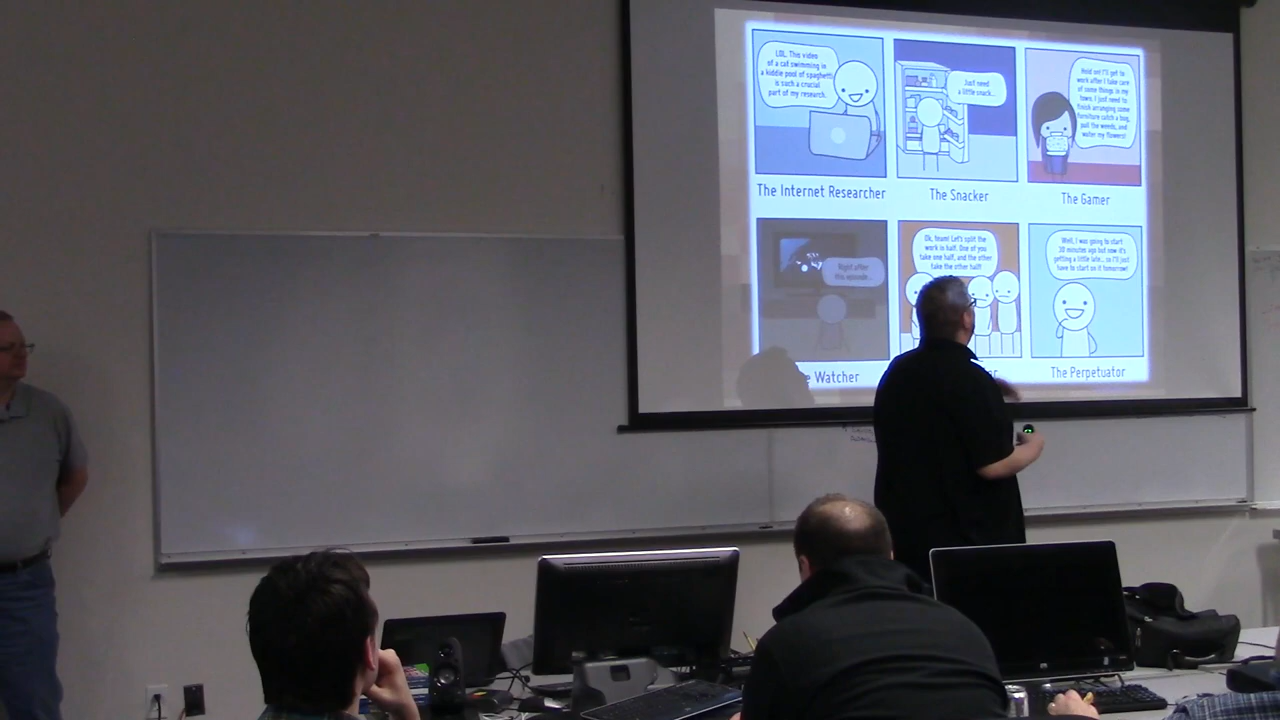 LOL. This video
of a cat swimming in
a kiddie pool of spaghetti
is such a crucial
part of my research.
The Internet Researcher
Just need
a little snack...
The Snacker
Hold on! I'll get to
work after I take care
of some things in my
town. I just need to
finish arranging some
furniture catch a bug,
pull the weeds, and
water my flowers!
The Gamer
Right after
this episode...
Watcher
Ok, team! Let's split the
work in half. One of you
take one half, and the other
take the other half!
Well, I was going to start
30 minutes ago but now it's
getting a little late... so I'll just
have to start on it tomorrow!
The Perpetuator